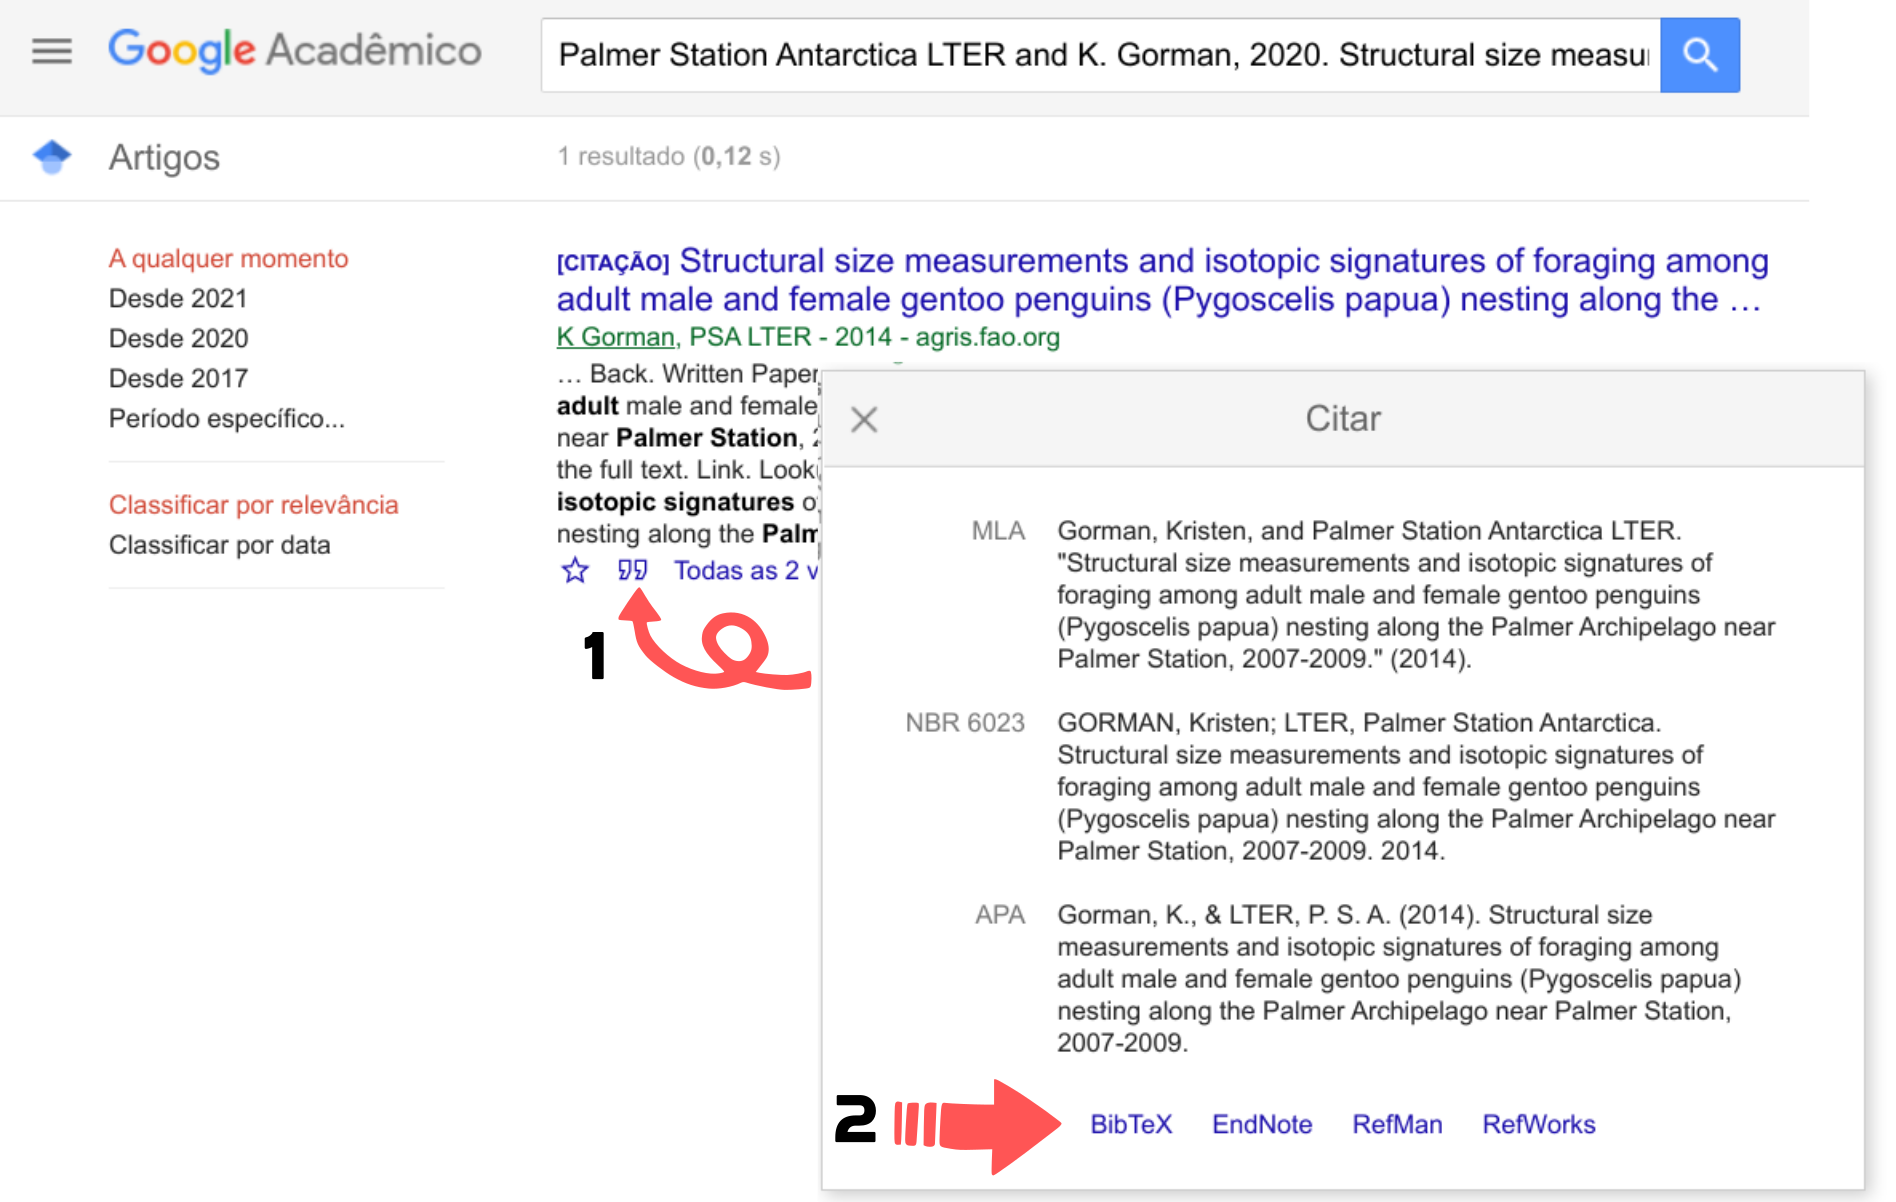 Google Acadêmico
Palmer Station Antarctica LTER and K. Gorman, 2020. Structural size
Artigos
1 resultado (0,12 s)
A qualquer momento
Desde 2021
Desde 2020
Desde 2017
Período específico...
Classificar por relevância
Classificar por data
[CITAÇÃO] Structural size measurements and isotopic signatures of foraging among
adult male and female gentoo penguins (Pygoscelis papua) nesting along the …
K Gorman, PSA LTER - 2014 - agris.fao.org
… Back. Written Paper
adult male and female
near Palmer Station,
the full text. Link.
isotopic signatures
nesting along the
Todas as 2
1
Citar
MLA
Gorman, Kristen, and Palmer Station Antarctica LTER.
"Structural size measurements and isotopic signatures of
foraging among adult male and female gentoo penguins
(Pygoscelis papua) nesting along the Palmer Archipelago near
Palmer Station, 2007-2009." (2014).
NBR 6023
GORMAN, Kristen; LTER, Palmer Station Antarctica.
Structural size measurements and isotopic signatures of
foraging among adult male and female gentoo penguins
(Pygoscelis papua) nesting along the Palmer Archipelago near
Palmer Station, 2007-2009. 2014.
APA
Gorman, K., & LTER, P. S. A. (2014). Structural size
measurements and isotopic signatures of foraging among
adult male and female gentoo penguins (Pygoscelis papua)
nesting along the Palmer Archipelago near Palmer Station,
2007-2009.
2
BibTeX EndNote RefMan RefWorks